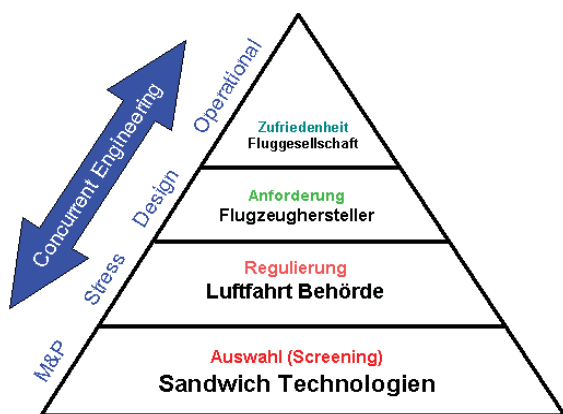 Concurrent Engineering
Operational
Design
Stress
M&P
Zufriedenheit
Fluggesellschaft
Anforderung
Flugzeughersteller
Regulierung
Luftfahrt Behörde
Auswahl (Screening)
Sandwich Technologien